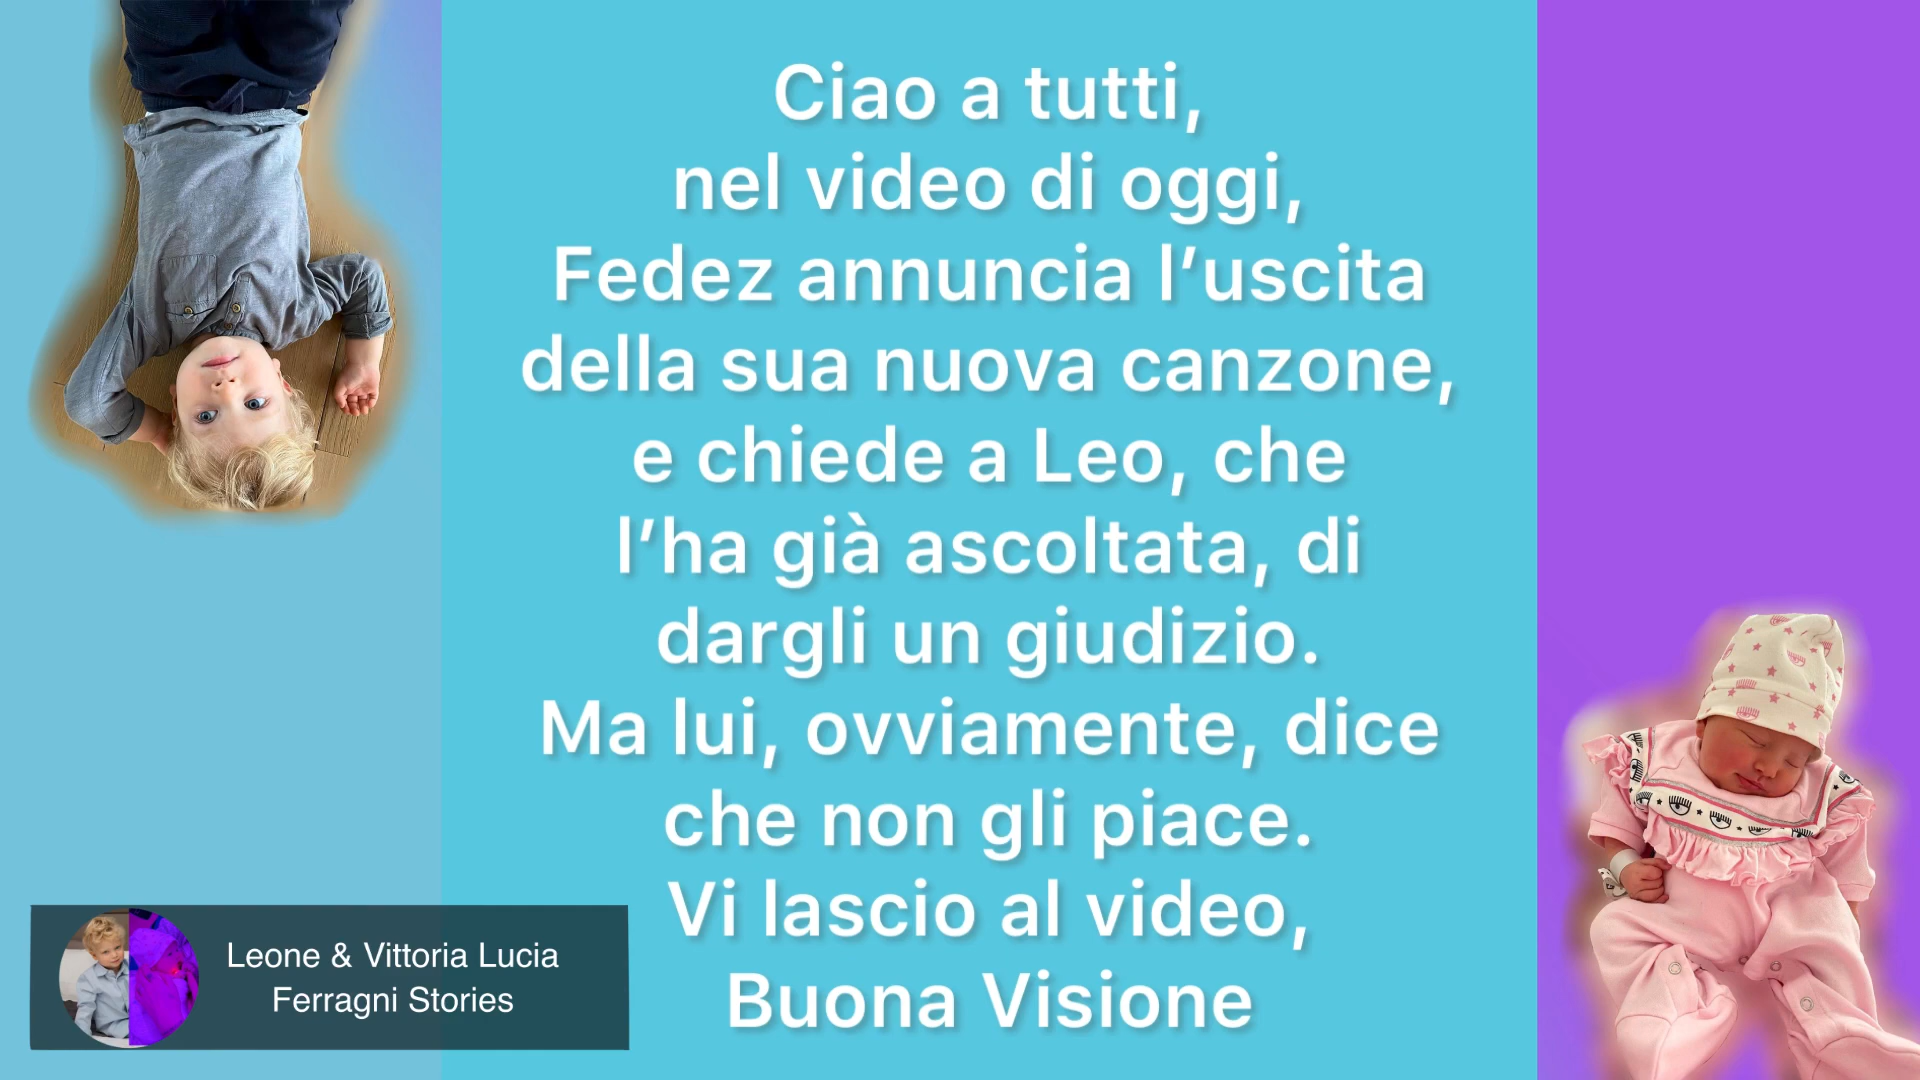 Ciao a tutti,
nel video di oggi,
Fedez annuncia l’uscita
della sua nuova canzone,
e chiede a Leo, che
l’ha già ascoltata, di
dargli un giudizio.
Ma lui, ovviamente, dice
che non gli piace.
Vi lascio al video,
Buona Visione
Leone & Vittoria Lucia
Ferragni Stories